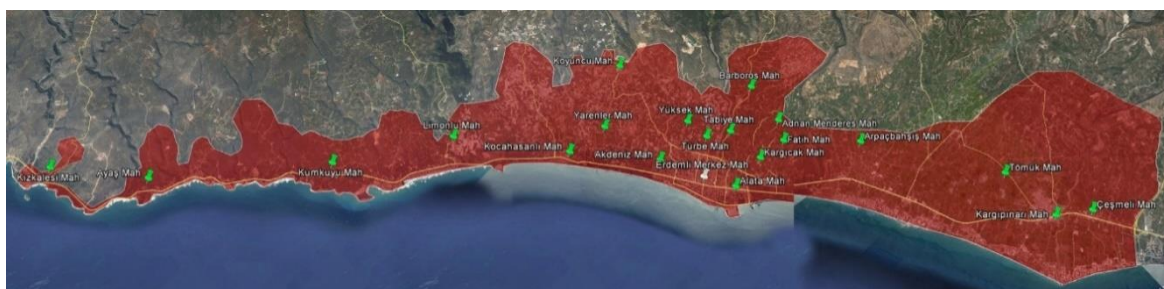 Koyuncu Mah
Barboros Mah
Yüksek Mah
Yarenler Mah
Tabiye Mah
Adnan Menderes Mah
Limonlu Mah
Fatih Mah
Arpaçbahşiş Mah
Türbe Mah
Kocahasanlı Mah
Akdeniz Mah
Kargıcak Mah
Erdemli Merkez Mah
Kızkalesi Mah
Ayaş Mah
Kumkuyu Mah
Tömük Mah
Alata Mah
Kargıpınarı Mah
Çeşmeli Mah